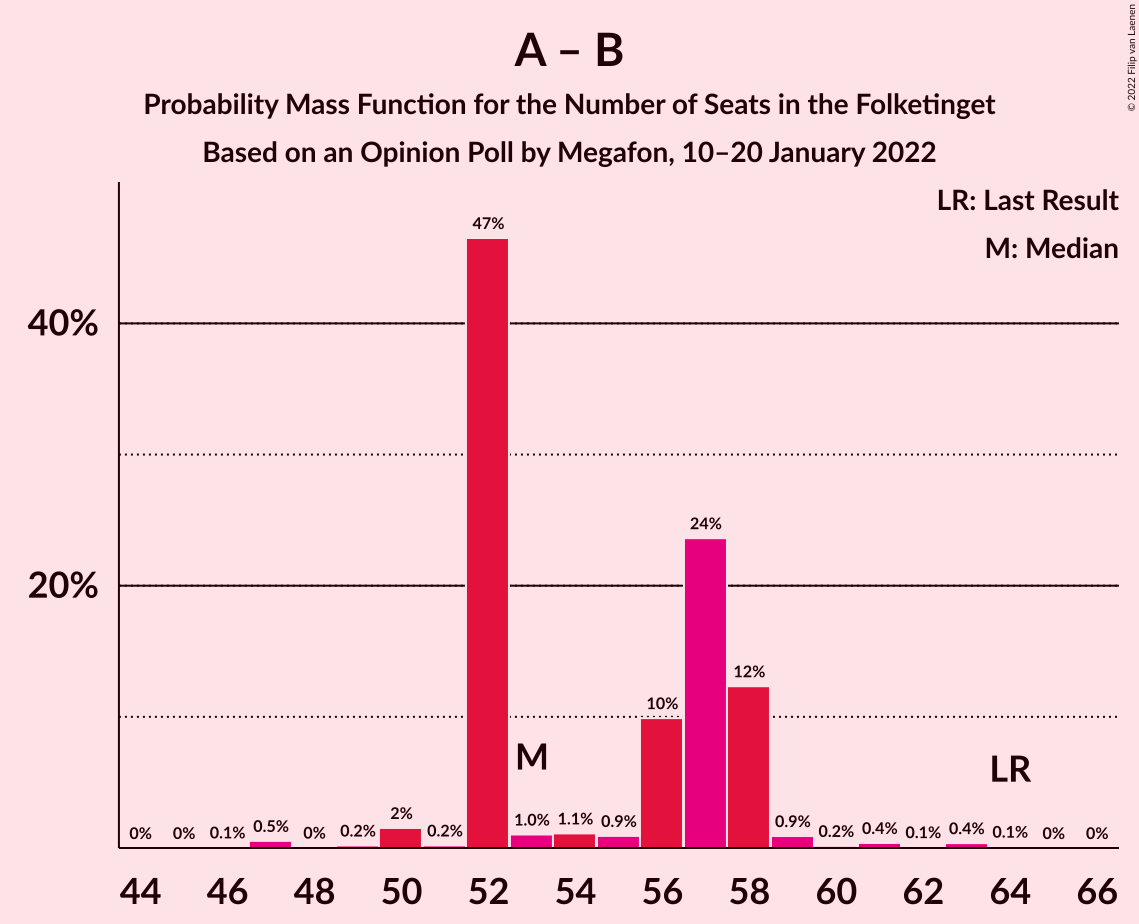 A – B
Probability Mass Function for the Number of Seats in the Folketinget
Based on an Opinion Poll by Megafon, 10–20 January 2022
© 2022 Filip van Laenen
LR: Last Result
M: Median
40%
20%
0% 0% 0.1% 0.5% 0% 0.2% 2% 0.2% 47% 1.0% 1.1% 0.9% 10% 24% 12% 0.9% 0.2% 0.4% 0.1% 0.4% 0.1% 0% 0%
M
LR
44 46 48 50 52 54 56 58 60 62 64 66